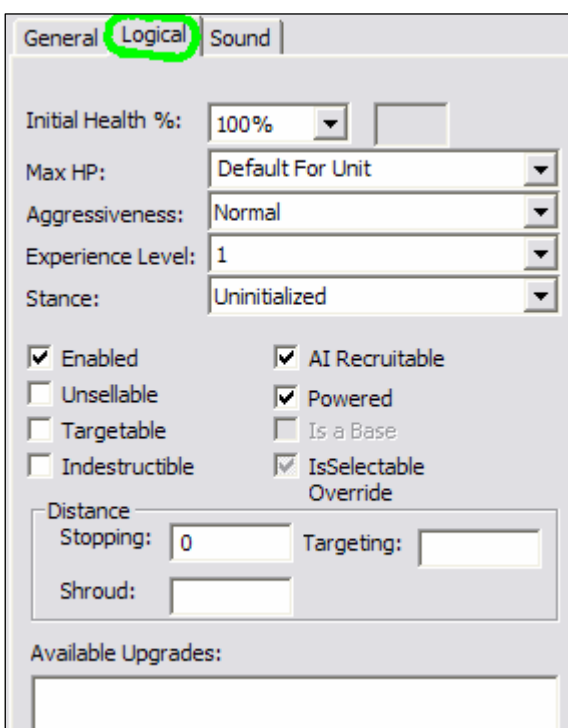 General Logical Sound
Initial Health %: 100%
Max HP: Default For Unit
Aggressiveness: Normal
Experience Level: 1
Stance: Uninitialized
Enabled AI Recruitable
Unsellable Powered
Targetable Is a Base
Indestructible IsSelectable
Override
Distance
Stopping: 0 Targeting:
Shroud:
Available Upgrades: